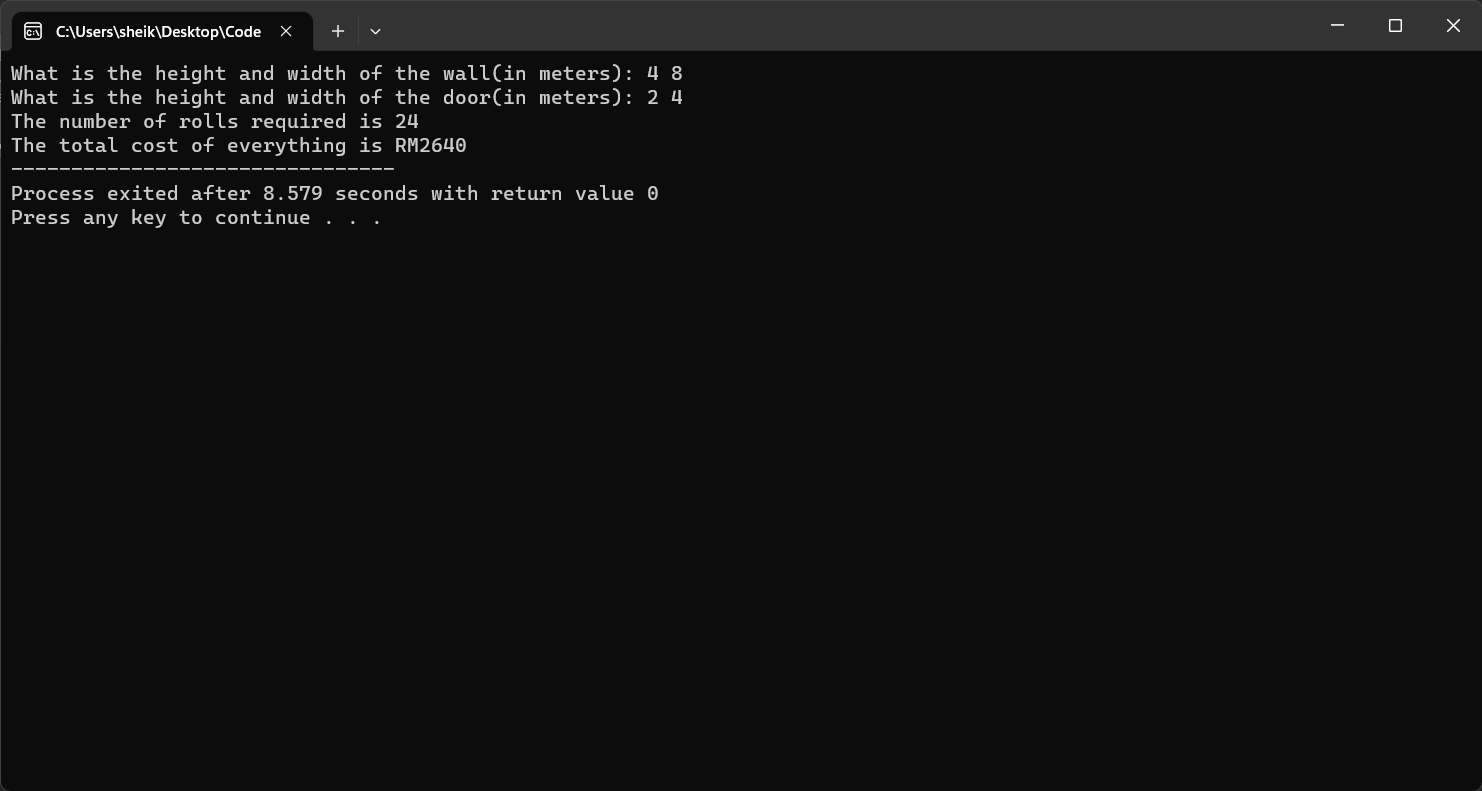 C:\Users\sheik\Desktop\Code
What is the height and width of the wall(in meters): 4 8
What is the height and width of the door(in meters): 2 4
The number of rolls required is 24
The total cost of everything is RM2640
--------------------------------
Process exited after 8.579 seconds with return value 0
Press any key to continue . . .